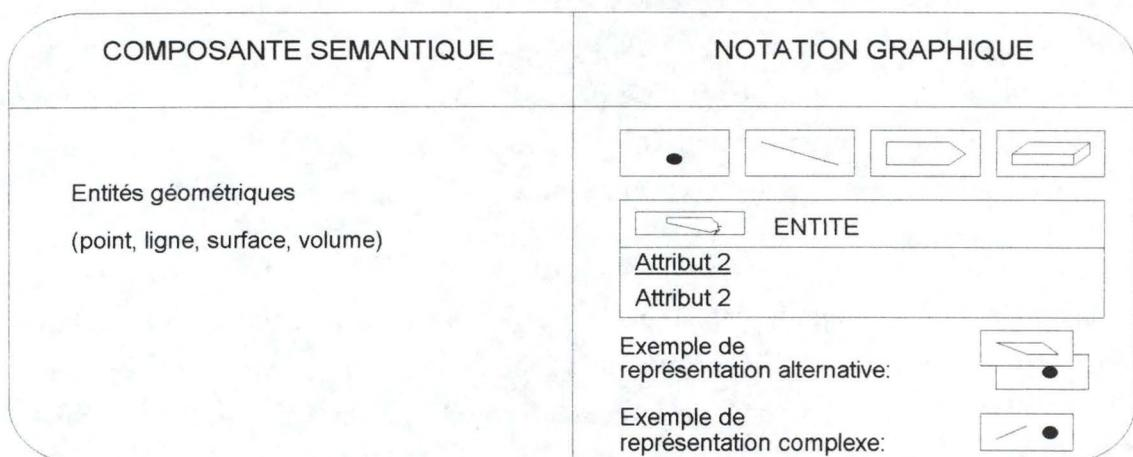 COMPOSANTE SEMANTIQUE
NOTATION GRAPHIQUE
Entités géométriques
(point, ligne, surface, volume)
ENTITE
Attribut 2
Attribut 2
Exemple de
représentation alternative:
Exemple de
représentation complexe: